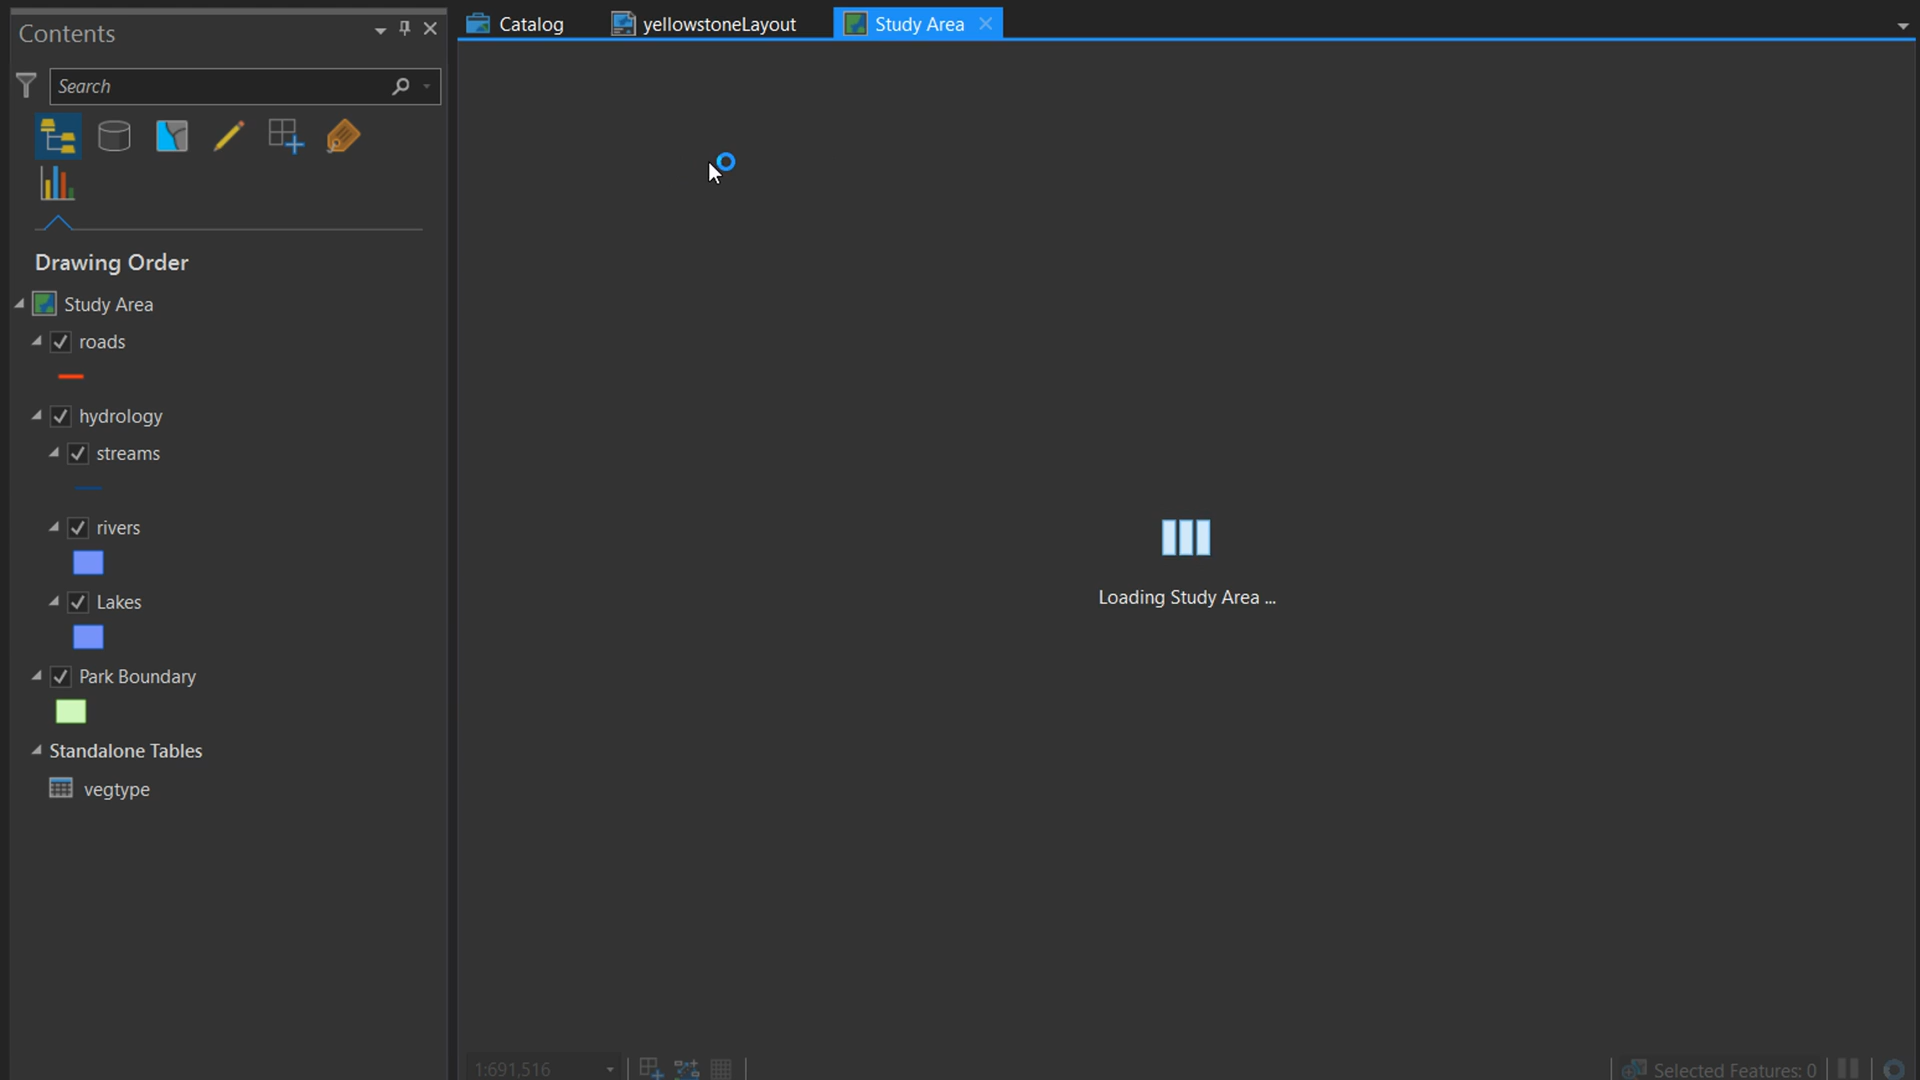 Contents
Catalog
yellowstoneLayout
Study Area
Search
Drawing Order
Study Area
roads
hydrology
streams
rivers
Lakes
Park Boundary
Standalone Tables
vegtype
Loading Study Area ...
1:691,516
Selected Features: 0